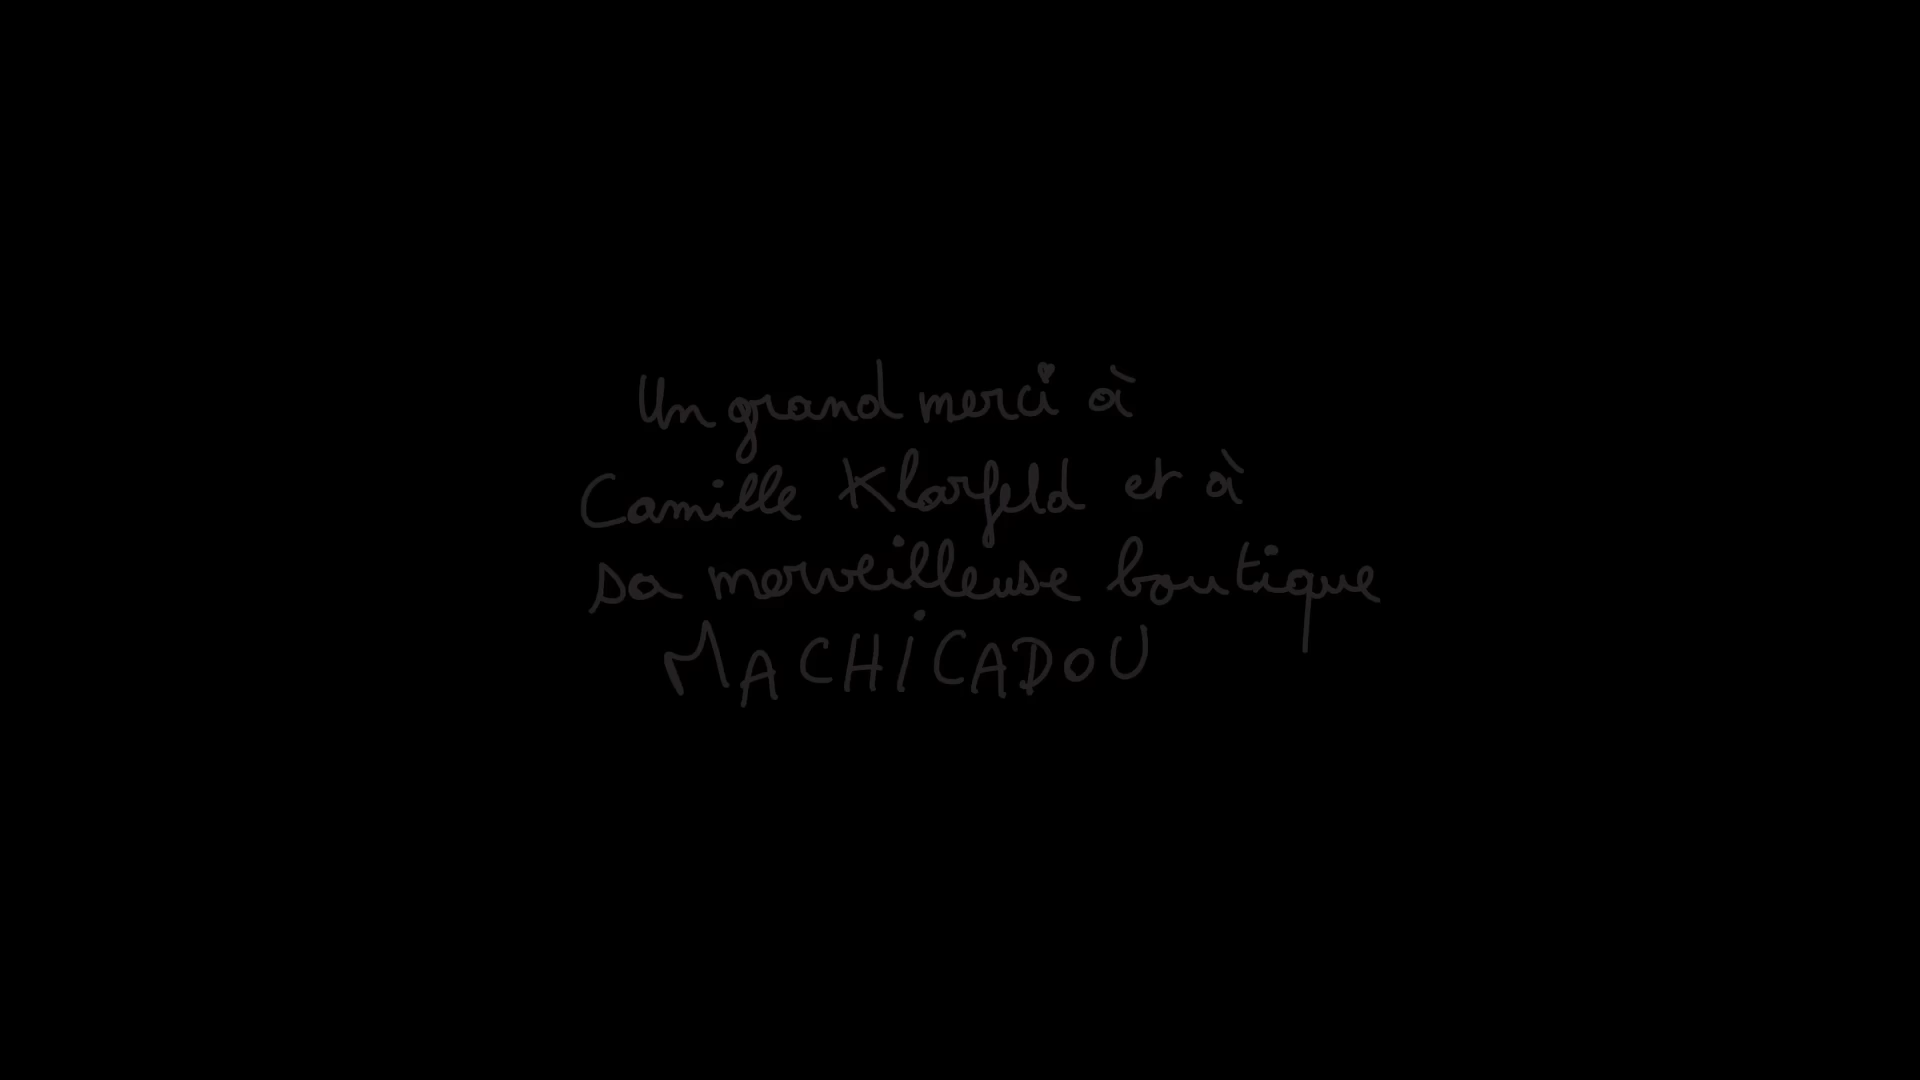 Un grand merci à
Camille Klarfeld et à
sa merveilleuse boutique
MACHiCADOU